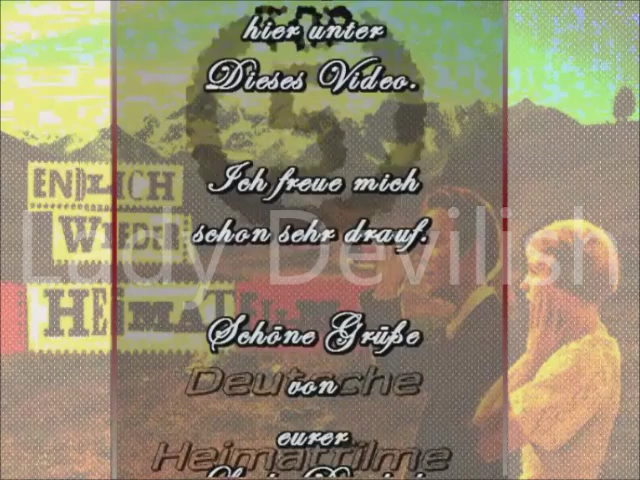 hier unter
Dieses Video.
Ich freue mich
schon sehr drauf.
Schöne Grüße
von
eurer
ENDLICH
WIEDER
HEIMAT
Lady Devilish
Deutsche
Heimatfilme